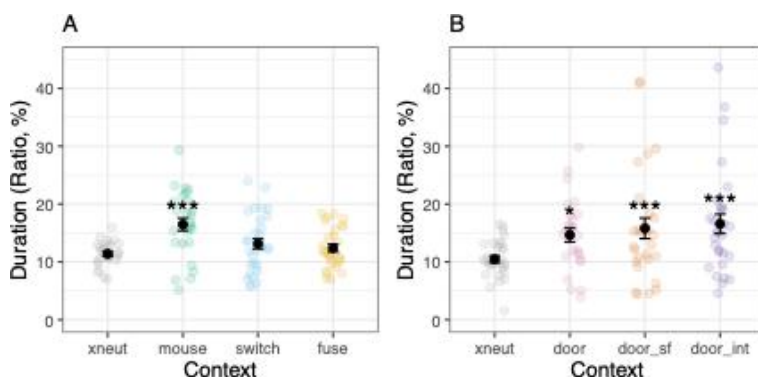 A
Duration (Ratio, %)
40
30
20
10
0
***
xneut mouse switch fuse
Context
B
Duration (Ratio, %)
40
30
20
10
0
* *** ***
xneut door door_sf door_int
Context